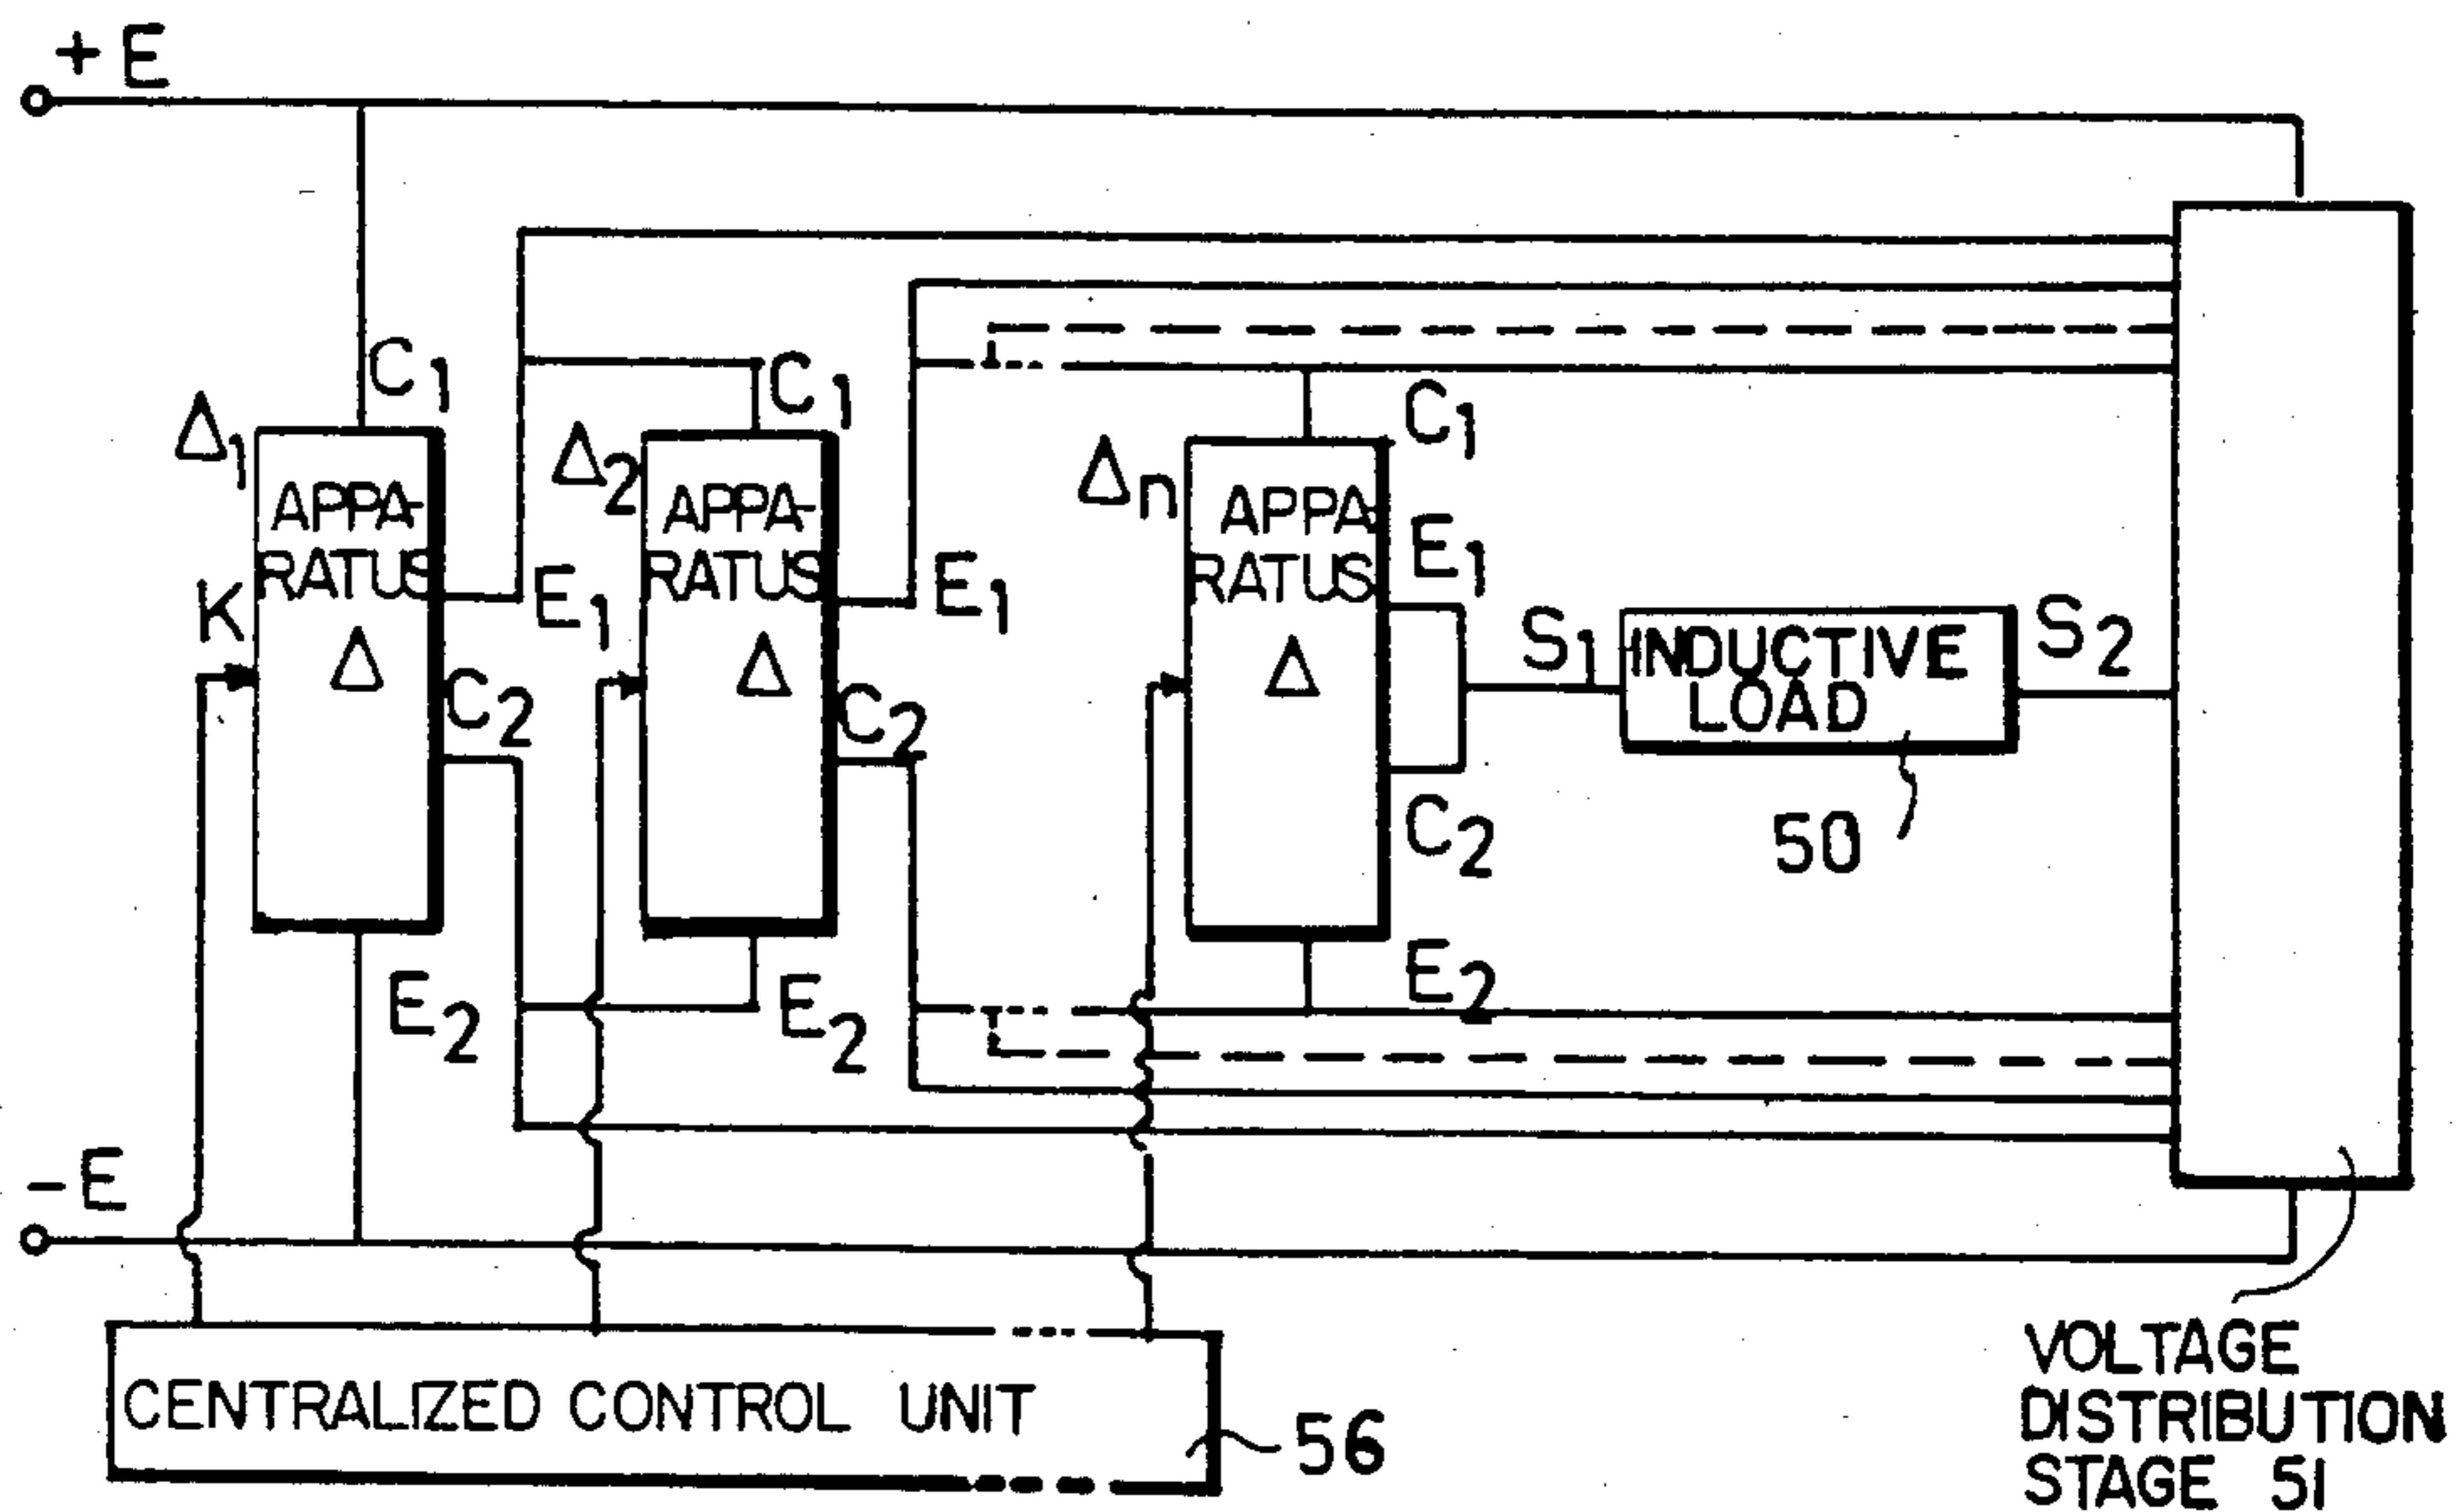 +E
C1
C1
C1
Δ1
APPA-
RATUS
Δ
Δ2
APPA-
RATUS
Δ
Δn
APPA
RATUS
Δ
K
E1
E1
E1
C2
C2
C2
S1
INDUCTIVE
LOAD
S2
50
E2
E2
E2
-E
CENTRALIZED CONTROL UNIT
56
VOLTAGE
DISTRIBUTION
STAGE 51